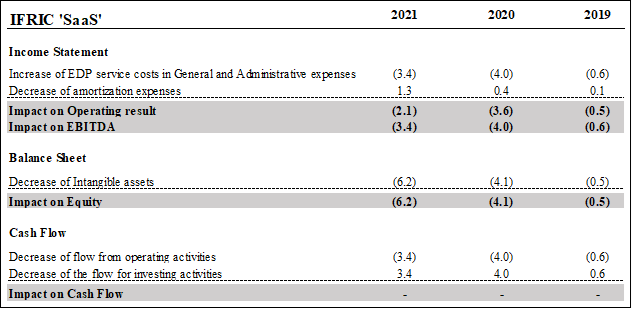 IFRIC 'SaaS' 2021 2020 2019
Income Statement
Increase of EDP service costs in General and Administrative expenses (3.4) (4.0) (0.6)
Decrease of amortization expenses 1.3 0.4 0.1
Impact on Operating result (2.1) (3.6) (0.5)
Impact on EBITDA (3.4) (4.0) (0.6)
Balance Sheet
Decrease of Intangible assets (6.2) (4.1) (0.5)
Impact on Equity (6.2) (4.1) (0.5)
Cash Flow
Decrease of flow from operating activities (3.4) (4.0) (0.6)
Decrease of the flow for investing activities 3.4 4.0 0.6
Impact on Cash Flow - - -